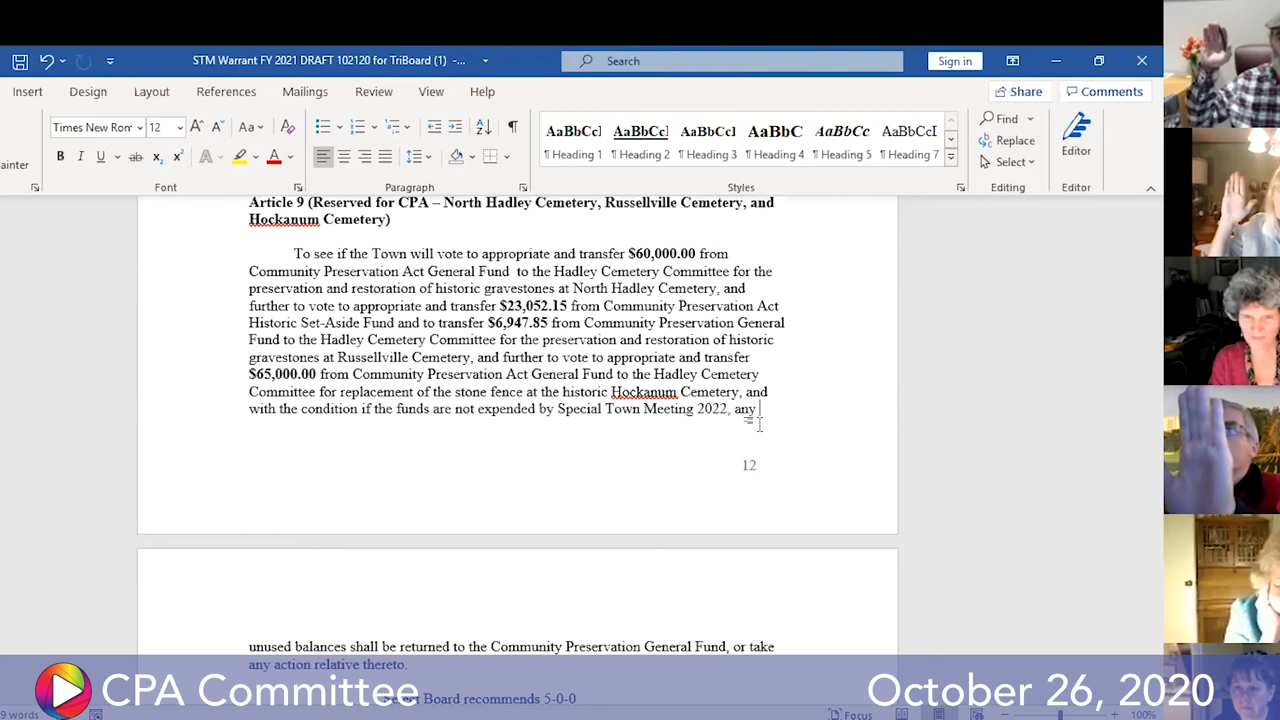 STM Warrant FY 2021 DRAFT 102120 for TriBoard (1) -...
Search
Sign in
Insert Design Layout References Mailings Review View Help
Share Comments
Times New Rom 12
ainter
AaBbCcI AaBbCcI AaBbCcI AaBbC AaBbCc AaBbCcI
¶ Heading 1 ¶ Heading 2 ¶ Heading 3 ¶ Heading 4 ¶ Heading 5 ¶ Heading 7
Find
Replace
Select
Editor
Font Paragraph Styles Editing Editor
Article 9 (Reserved for CPA – North Hadley Cemetery, Russellville Cemetery, and
Hockanum Cemetery)
To see if the Town will vote to appropriate and transfer $60,000.00 from
Community Preservation Act General Fund to the Hadley Cemetery Committee for the
preservation and restoration of historic gravestones at North Hadley Cemetery, and
further to vote to appropriate and transfer $23,052.15 from Community Preservation Act
Historic Set-Aside Fund and to transfer $6,947.85 from Community Preservation General
Fund to the Hadley Cemetery Committee for the preservation and restoration of historic
gravestones at Russellville Cemetery, and further to vote to appropriate and transfer
$65,000.00 from Community Preservation Act General Fund to the Hadley Cemetery
Committee for replacement of the stone fence at the historic Hockanum Cemetery, and
with the condition if the funds are not expended by Special Town Meeting 2022, any
12
unused balances shall be returned to the Community Preservation General Fund, or take
any action relative thereto.
Select Board recommends 5-0-0
CPA Committee
October 26, 2020
9 words
Focus
100%